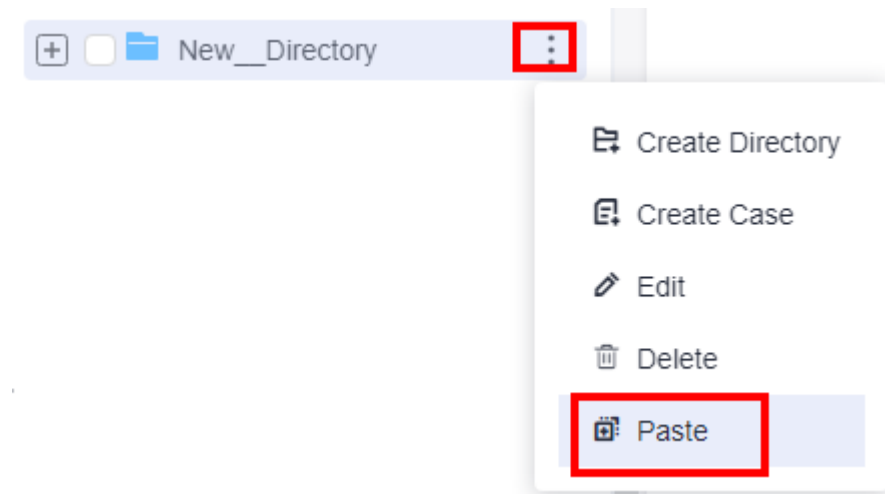 New__Directory
Create Directory
Create Case
Edit
Delete
Paste